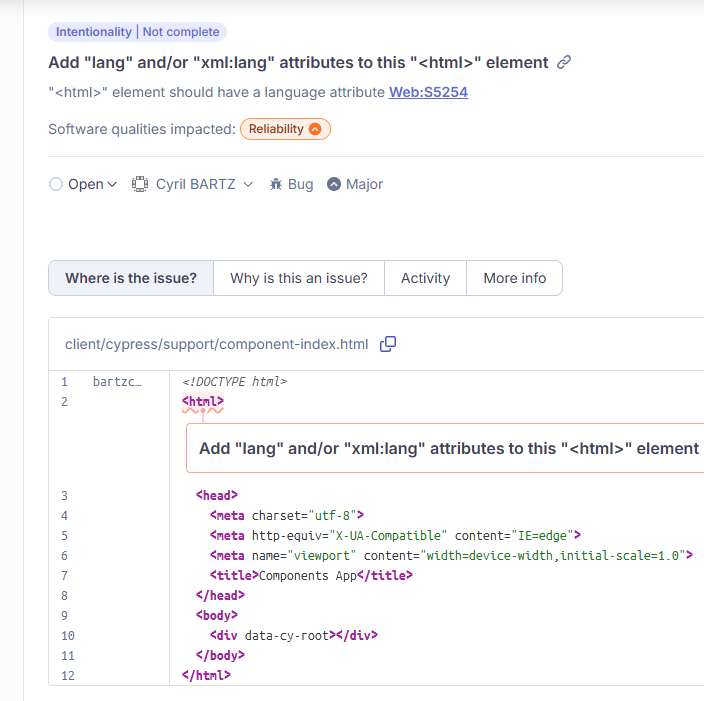 Intentionality | Not complete
Add "lang" and/or "xml:lang" attributes to this "<html>" element
"<html>" element should have a language attribute Web:S5254
Software qualities impacted: Reliability
Open Cyril BARTZ Bug Major
Where is the issue? Why is this an issue? Activity More info
client/cypress/support/component-index.html
1 bartzc… <!DOCTYPE html>
2 <html>
Add "lang" and/or "xml:lang" attributes to this "<html>" element
3 <head>
4 <meta charset="utf-8">
5 <meta http-equiv="X-UA-Compatible" content="IE=edge">
6 <meta name="viewport" content="width=device-width,initial-scale=1.0">
7 <title>Components App</title>
8 </head>
9 <body>
10 <div data-cy-root></div>
11 </body>
12 </html>